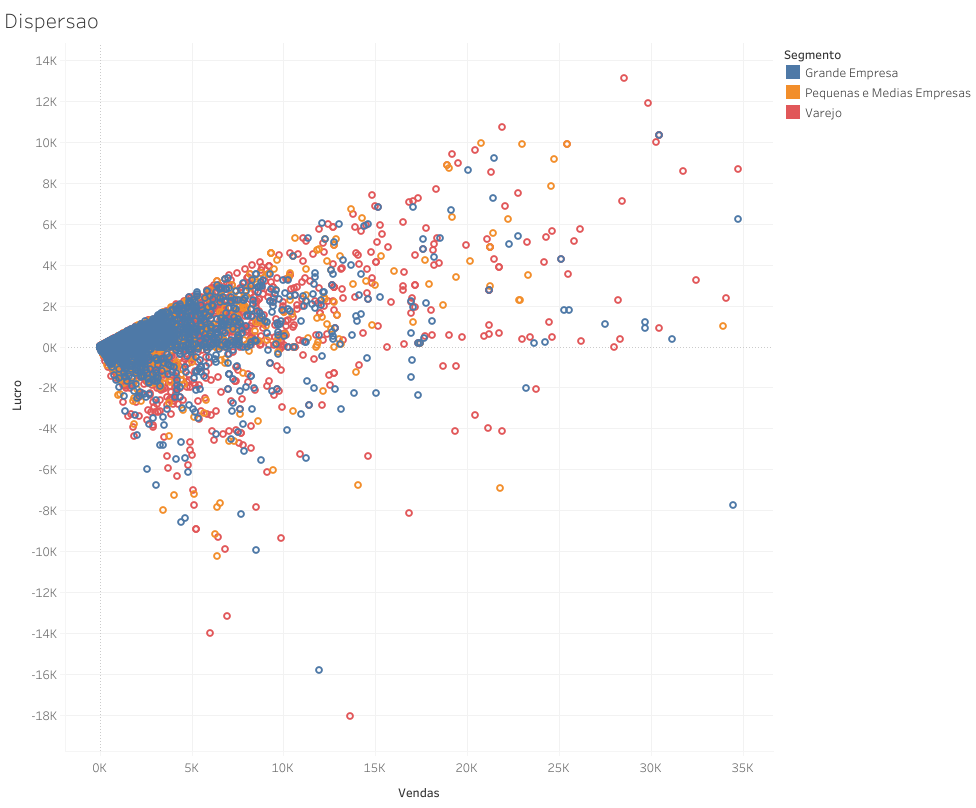 Dispersao
Segmento
Grande Empresa
Pequenas e Medias Empresas
Varejo
14K
12K
10K
8K
6K
4K
2K
0K
-2K
-4K
-6K
-8K
-10K
-12K
-14K
-16K
-18K
Lucro
0K 5K 10K 15K 20K 25K 30K 35K
Vendas